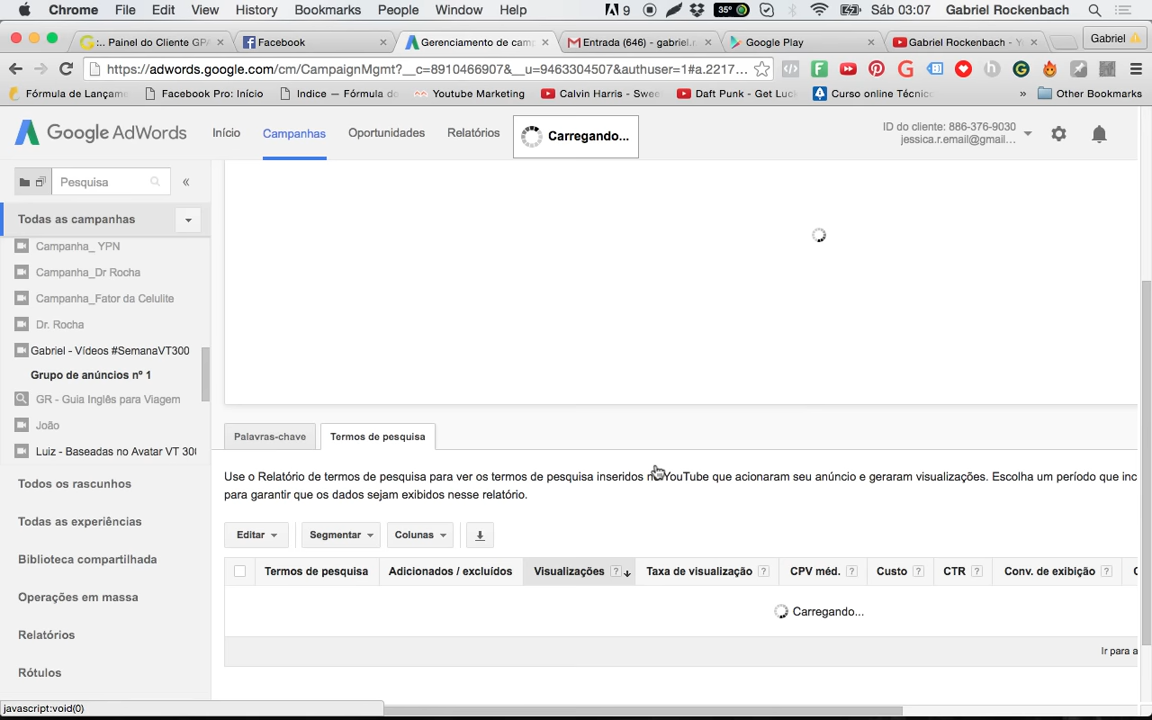 Chrome File Edit View History Bookmarks People Window Help 9 35° Sáb 03:07 Gabriel Rockenbach
:.. Painel do Cliente GPA Facebook Gerenciamento de cam Entrada (646) - gabriel.r Google Play Gabriel Rockenbach - Y Gabriel
https://adwords.google.com/cm/CampaignMgmt?__c=8910466907&__u=9463304507&authuser=1#a.2217...
Fórmula de Lançame Facebook Pro: Início Indice – Fórmula do Youtube Marketing Calvin Harris - Swee Daft Punk - Get Luck Curso online Técnic » Other Bookmarks
Google AdWords Início Campanhas Oportunidades Relatórios Carregando...
ID do cliente: 886-376-9030
jessica.r.email@gmail...
Pesquisa «
Todas as campanhas
Campanha_ YPN
Campanha_Dr Rocha
Campanha_Fator da Celulite
Dr. Rocha
Gabriel - Vídeos #SemanaVT300
Grupo de anúncios nº 1
GR - Guia Inglês para Viagem
João
Luiz - Baseadas no Avatar VT 300
Todos os rascunhos
Todas as experiências
Biblioteca compartilhada
Operações em massa
Relatórios
Rótulos
Palavras-chave Termos de pesquisa
Use o Relatório de termos de pesquisa para ver os termos de pesquisa inseridos no YouTube que acionaram seu anúncio e geraram visualizações. Escolha um período que inc
para garantir que os dados sejam exibidos nesse relatório.
Editar Segmentar Colunas
Termos de pesquisa Adicionados / excluídos Visualizações ? Taxa de visualização ? CPV méd. ? Custo ? CTR ? Conv. de exibição ?
Carregando...
Ir para a
javascript:void(0)